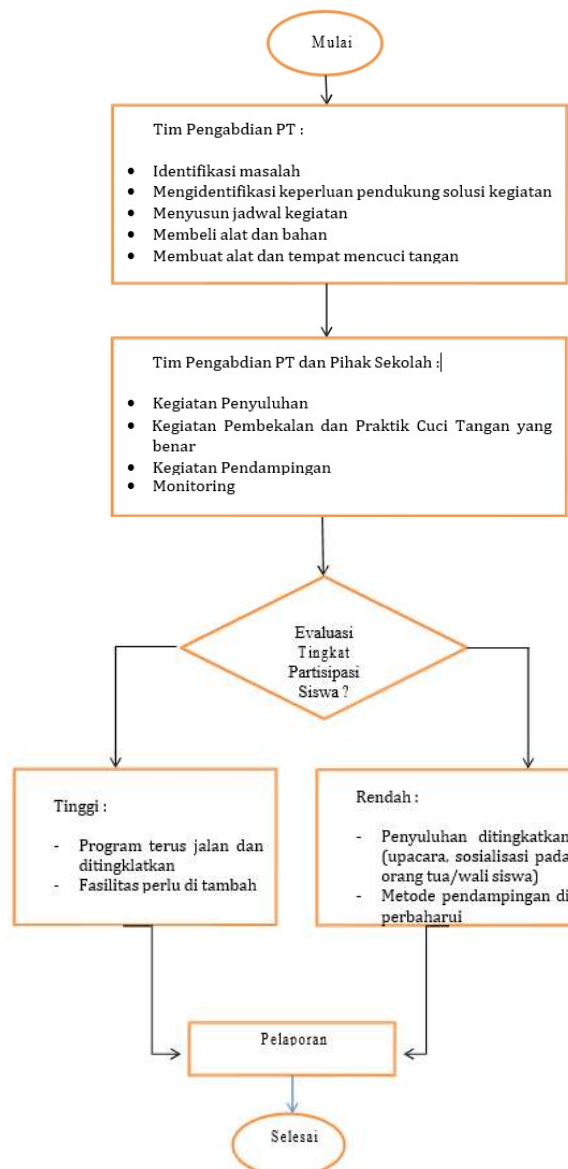 Mulai
Tim Pengabdian PT :
• Identifikasi masalah
• Mengidentifikasi keperluan pendukung solusi kegiatan
• Menyusun jadwal kegiatan
• Membeli alat dan bahan
• Membuat alat dan tempat mencuci tangan
Tim Pengabdian PT dan Pihak Sekolah :
• Kegiatan Penyuluhan
• Kegiatan Pembekalan dan Praktik Cuci Tangan yang
benar
• Kegiatan Pendampingan
• Monitoring
Evaluasi
Tingkat
Partisipasi
Siswa ?
Tinggi :
- Program terus jalan dan
ditingklatkan
- Fasilitas perlu di tambah
Rendah :
- Penyuluhan ditingkatkan
(upacara, sosialisasi pada
orang tua/wali siswa)
- Metode pendampingan di
perbaharui
Pelaporan
Selesai